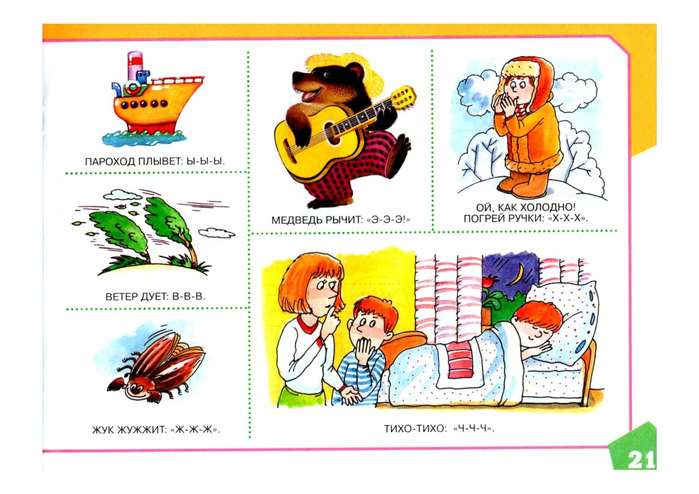 ПАРОХОД ПЛЫВЕТ: Ы-Ы-Ы.
МЕДВЕДЬ РЫЧИТ: «Э-Э-Э!»
ОЙ, КАК ХОЛОДНО!
ПОГРЕЙ РУЧКИ: «Х-Х-Х».
ВЕТЕР ДУЕТ: В-В-В.
ЖУК ЖУЖЖИТ: «Ж-Ж-Ж».
ТИХО-ТИХО: «Ч-Ч-Ч».
21